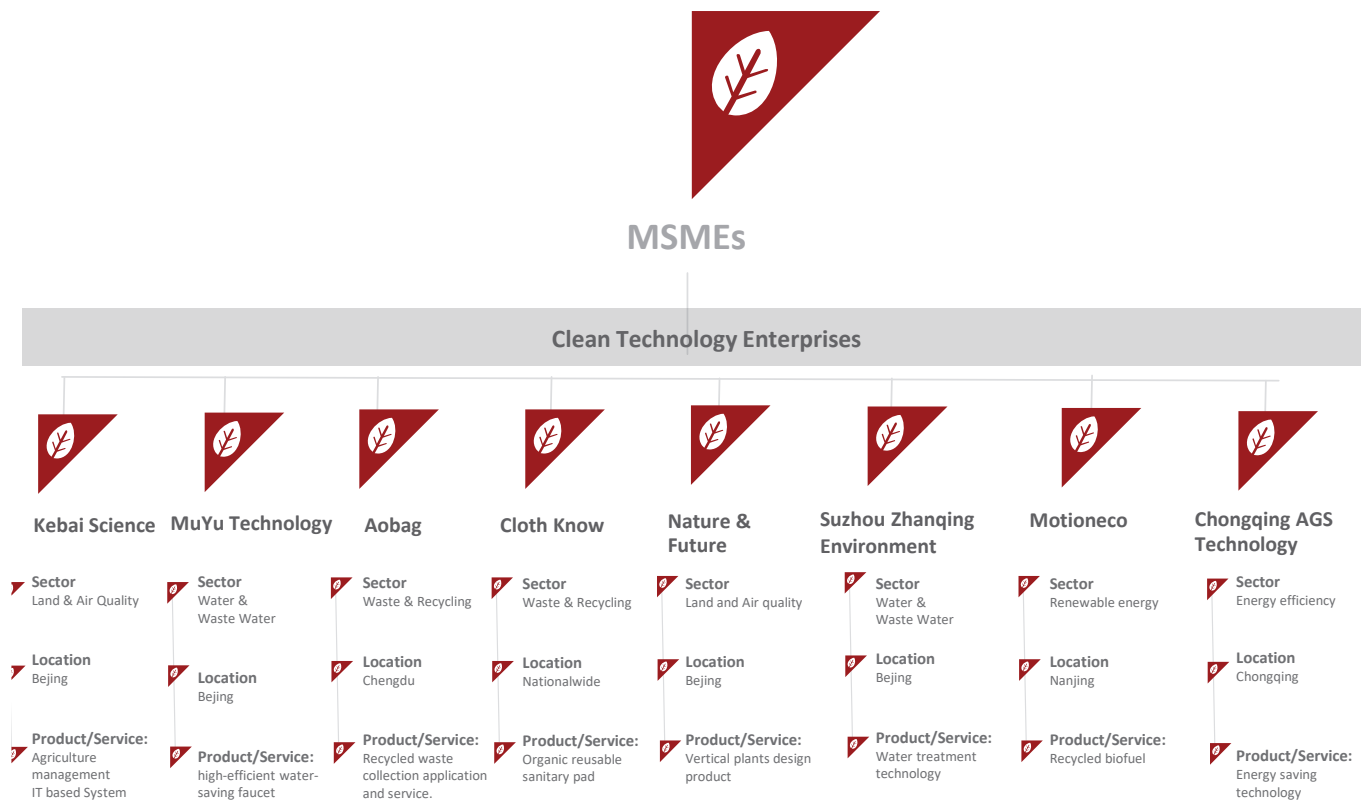 MSMEs
Clean Technology Enterprises
Kebai Science
Sector
Land & Air Quality
Location
Bejing
Product/Service:
Agriculture
management
IT based System
MuYu Technology
Sector
Water &
Waste Water
Location
Bejing
Product/Service:
high-efficient water-
saving faucet
Aobag
Sector
Waste & Recycling
Location
Chengdu
Product/Service:
Recycled waste
collection application
and service.
Cloth Know
Sector
Waste & Recycling
Location
Nationalwide
Product/Service:
Organic reusable
sanitary pad
Nature &
Future
Sector
Land and Air quality
Location
Bejing
Product/Service:
Vertical plants design
product
Suzhou Zhanqing
Environment
Sector
Water &
Waste Water
Location
Bejing
Product/Service:
Water treatment
technology
Motioneco
Sector
Renewable energy
Location
Nanjing
Product/Service:
Recycled biofuel
Chongqing AGS
Technology
Sector
Energy efficiency
Location
Chongqing
Product/Service:
Energy saving
technology